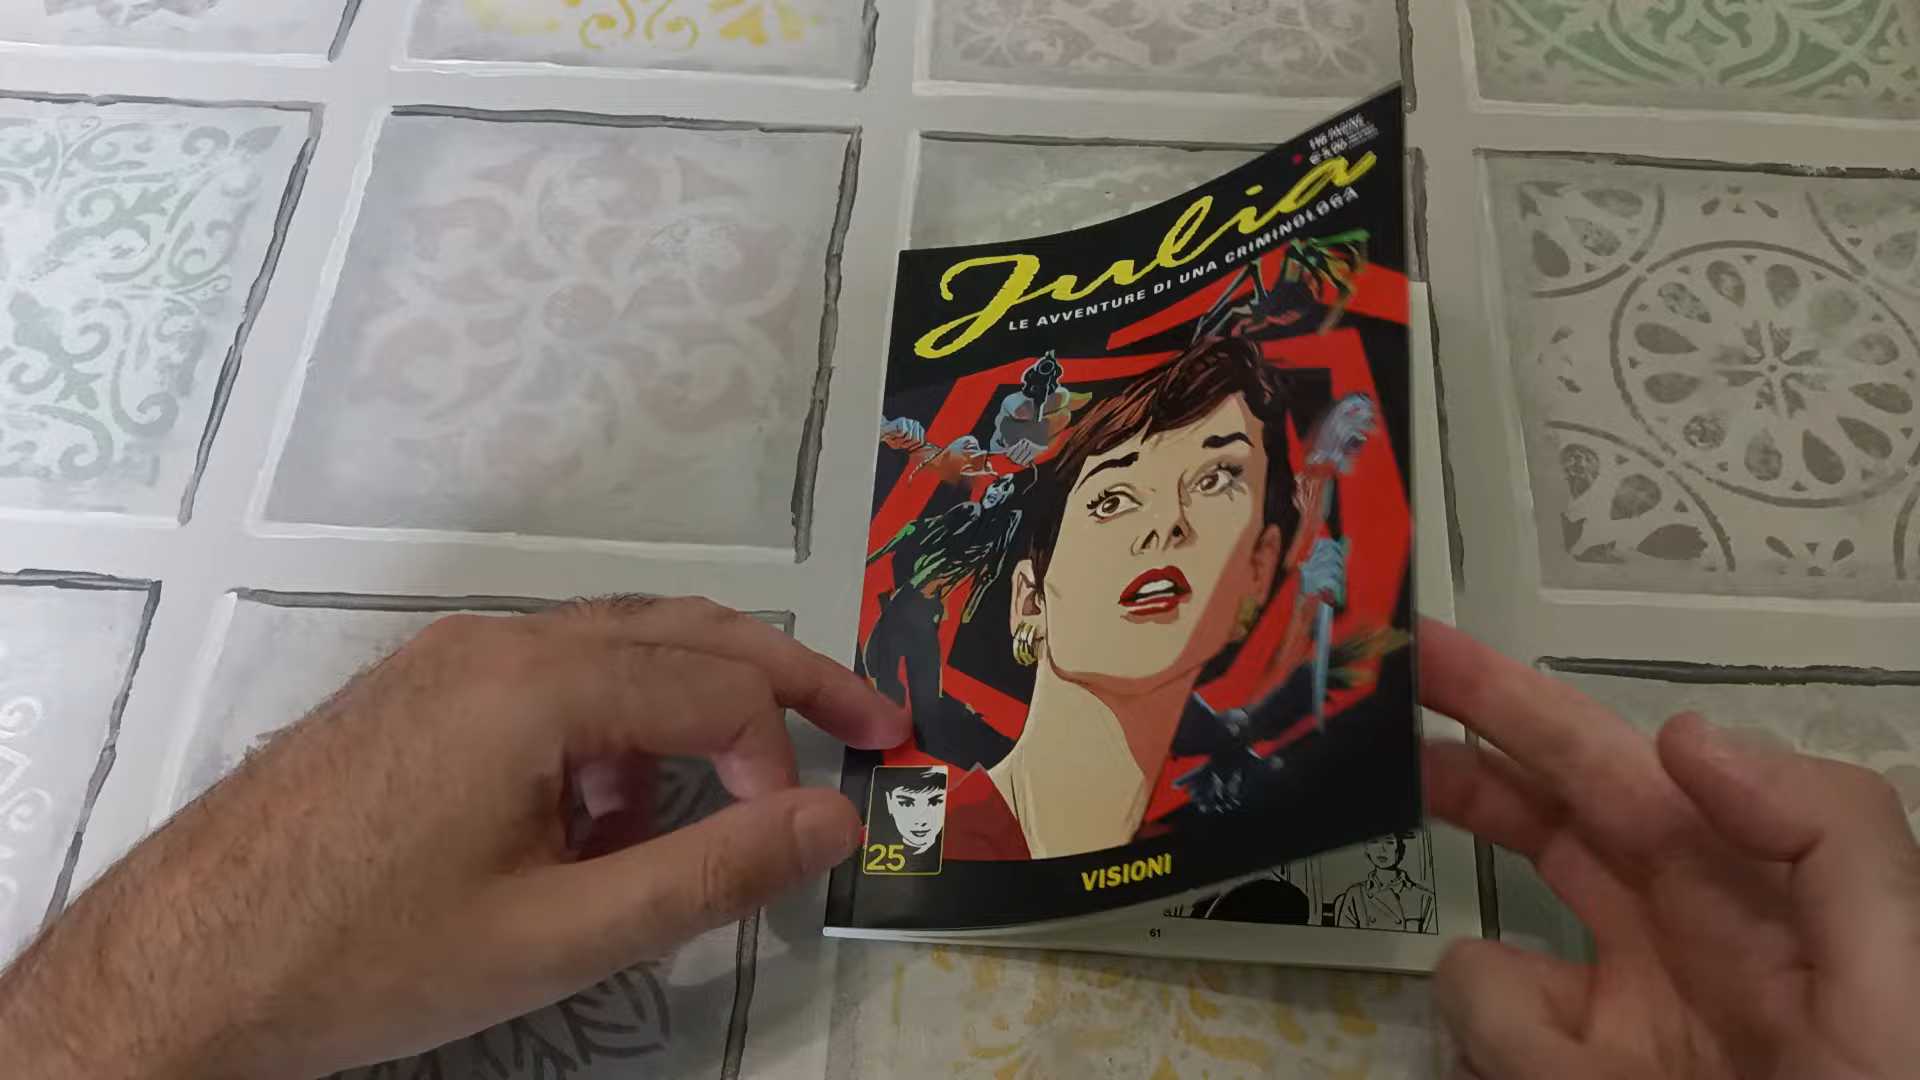 Julia
LE AVVENTURE DI UNA CRIMINOLOGA
25
VISIONI
61